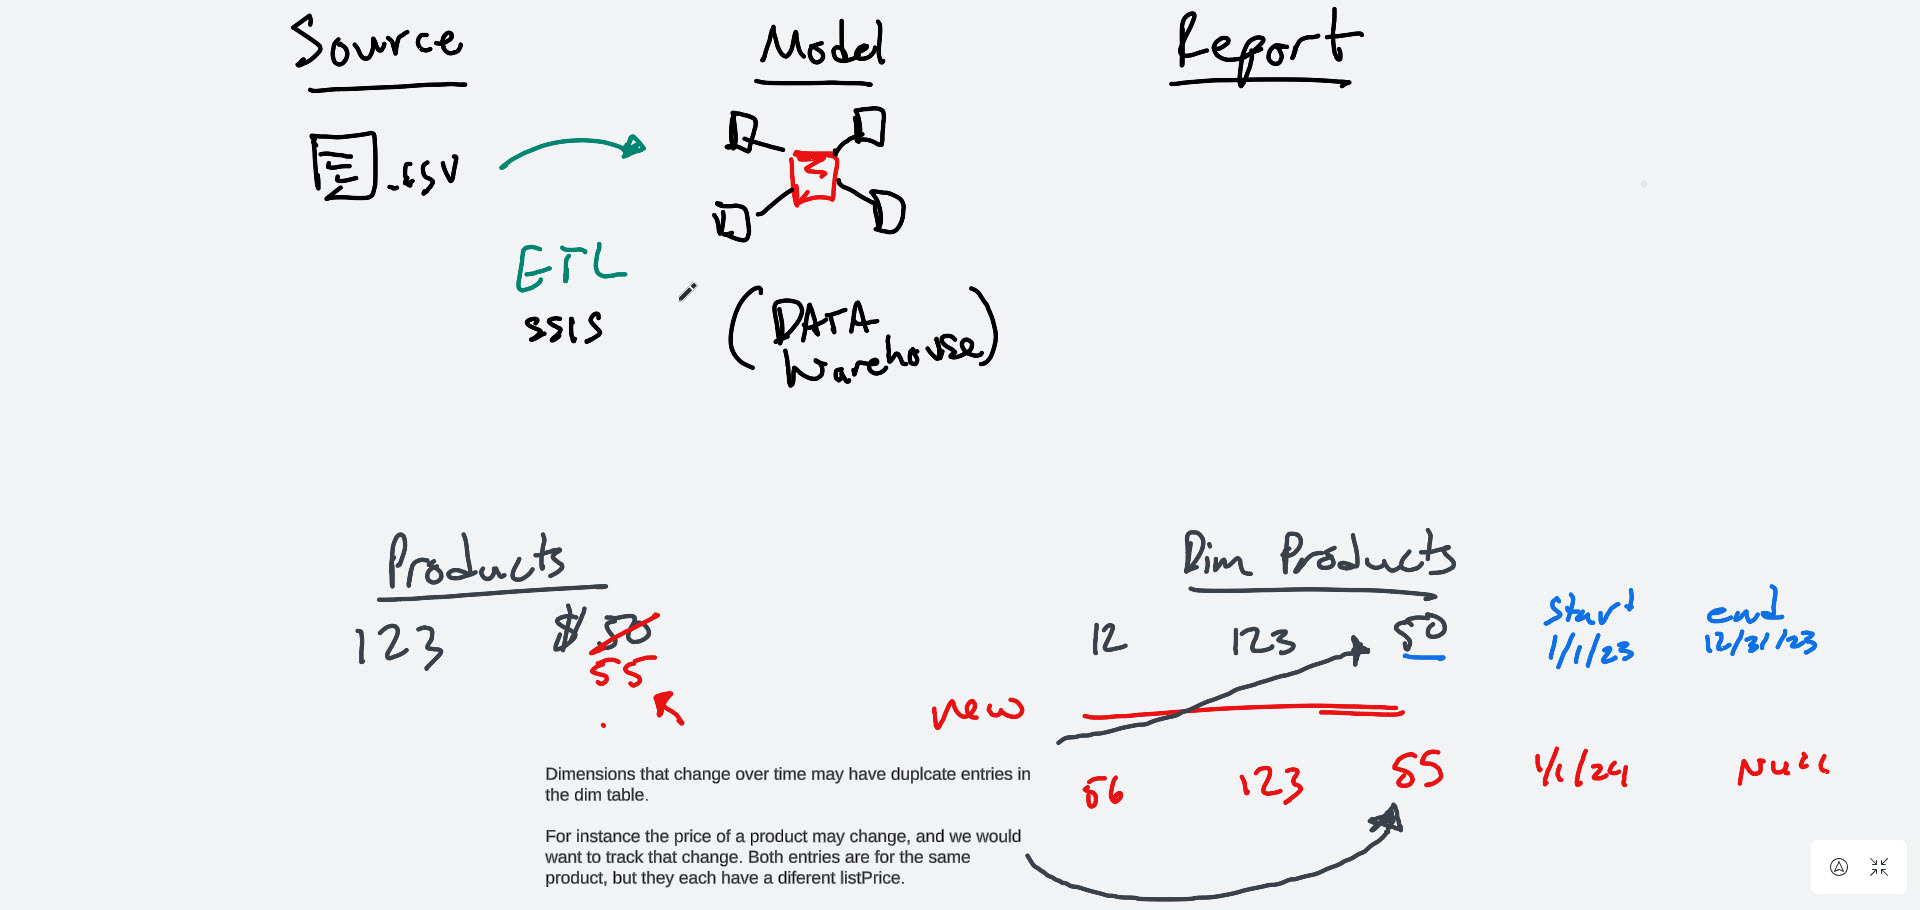 Source
Model
Report
.csv
ETL
SSIS
(DATA
Warehouse)
Products
123 $ 50
55
Dim Products
start end
12 123 50 1/1/23 12/31/23
new
56 123 55 1/1/24 NULL
Dimensions that change over time may have duplcate entries in
the dim table.
For instance the price of a product may change, and we would
want to track that change. Both entries are for the same
product, but they each have a diferent listPrice.